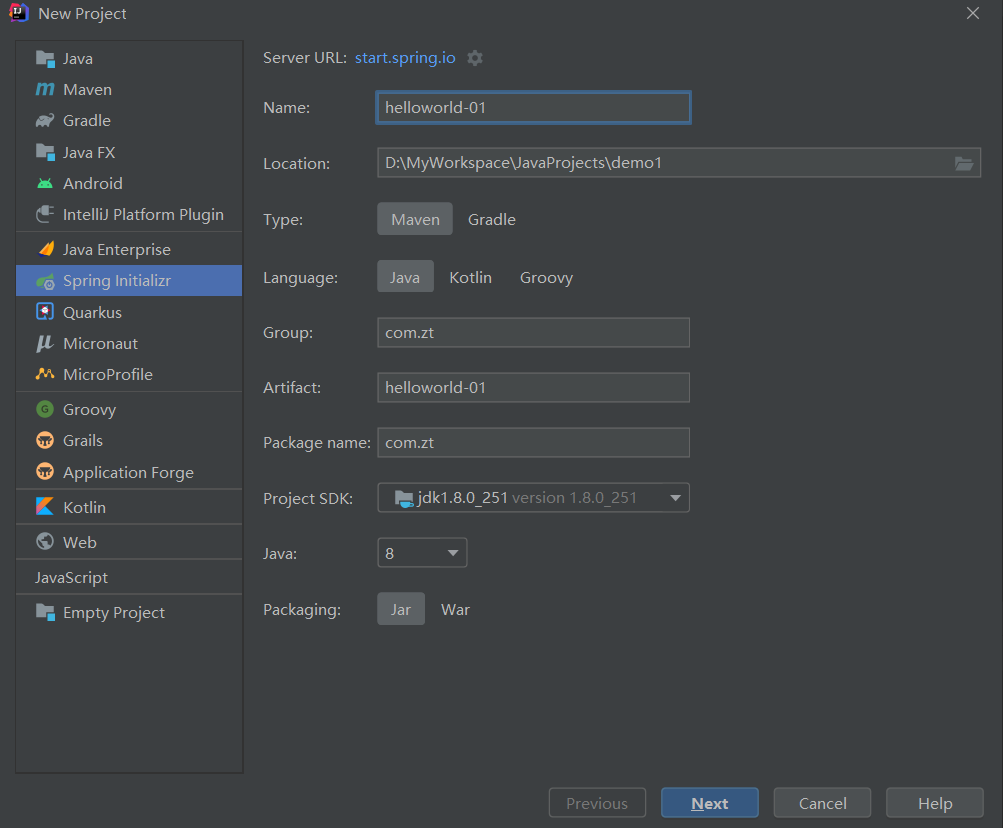 New Project
Java
Maven
Gradle
Java FX
Android
IntelliJ Platform Plugin
Java Enterprise
Spring Initializr
Quarkus
Micronaut
MicroProfile
Groovy
Grails
Application Forge
Kotlin
Web
JavaScript
Empty Project
Server URL: start.spring.io
Name: helloworld-01
Location: D:\MyWorkspace\JavaProjects\demo1
Type: Maven Gradle
Language: Java Kotlin Groovy
Group: com.zt
Artifact: helloworld-01
Package name: com.zt
Project SDK: jdk1.8.0_251 version 1.8.0_251
Java: 8
Packaging: Jar War
Previous Next Cancel Help